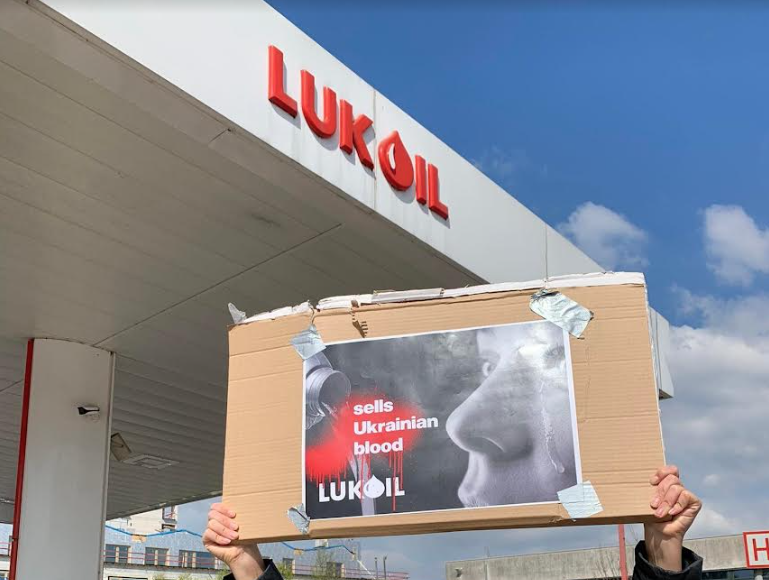 LUKOIL
sells
Ukrainian
blood
LUKOIL
H